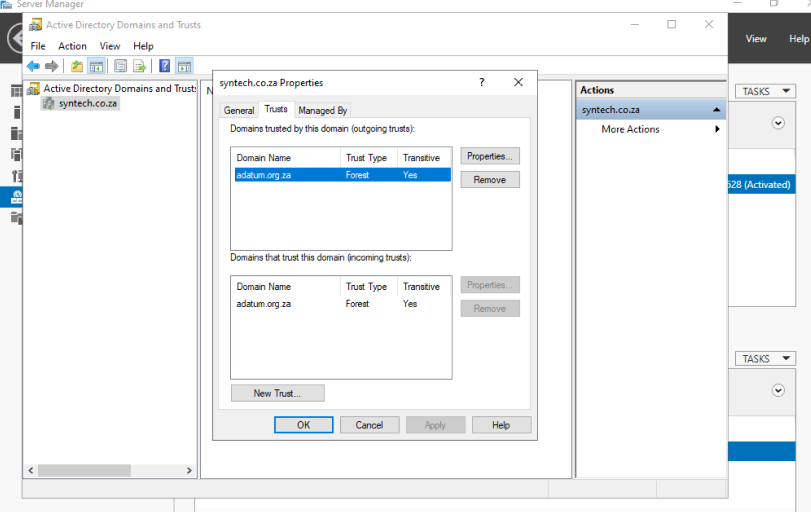 Server Manager
Active Directory Domains and Trusts
File Action View Help
View Help
Active Directory Domains and Trust:
syntech.co.za
N
syntech.co.za Properties
? ×
General Trusts Managed By
Domains trusted by this domain (outgoing trusts):
Domain Name Trust Type Transitive
adatum.org.za Forest Yes
Properties...
Remove
Domains that trust this domain (incoming trusts):
Domain Name Trust Type Transitive
adatum.org.za Forest Yes
Properties...
Remove
New Trust...
OK Cancel Apply Help
Actions
syntech.co.za
More Actions
TASKS
528 (Activated)
TASKS